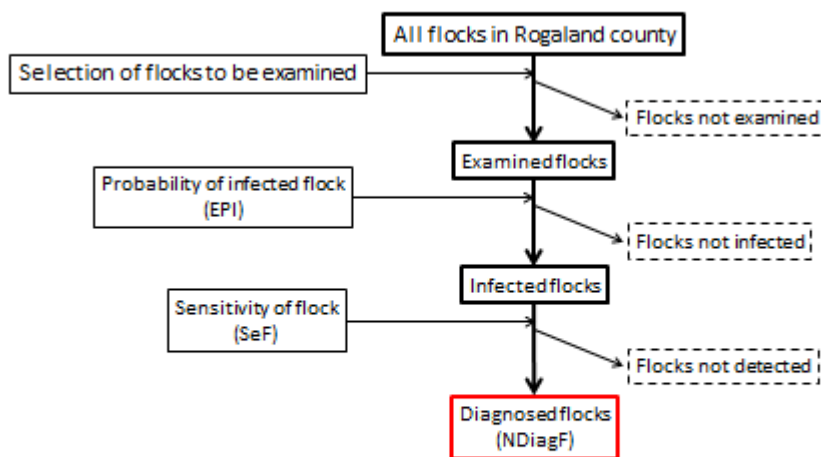 All flocks in Rogaland county
Selection of flocks to be examined
Flocks not examined
Examined flocks
Probability of infected flock
(EPI)
Flocks not infected
Infected flocks
Sensitivity of flock
(SeF)
Flocks not detected
Diagnosed flocks
(NDiagF)